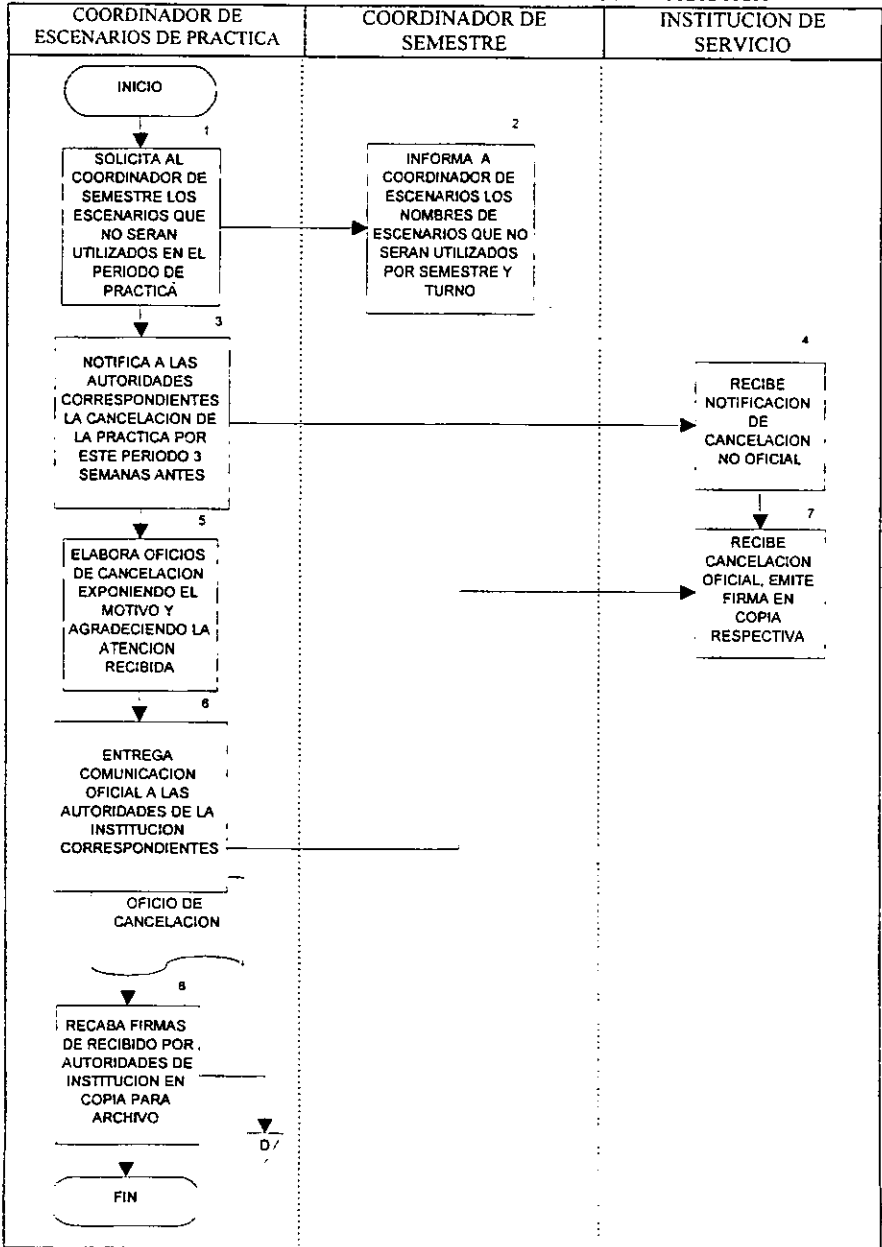 COORDINADOR DE
ESCENARIOS DE PRACTICA
COORDINADOR DE
SEMESTRE
INSTITUCION DE
SERVICIO
INICIO
1
SOLICITA AL
COORDINADOR DE
SEMESTRE LOS
ESCENARIOS QUE
NO SERAN
UTILIZADOS EN EL
PERIODO DE
PRACTICA
2
INFORMA A
COORDINADOR DE
ESCENARIOS LOS
NOMBRES DE
ESCENARIOS QUE NO
SERAN UTILIZADOS
POR SEMESTRE Y
TURNO
3
NOTIFICA A LAS
AUTORIDADES
CORRESPONDIENTES
LA CANCELACION DE
LA PRACTICA POR
ESTE PERIODO 3
SEMANAS ANTES
4
RECIBE
NOTIFICACION
DE
CANCELACION
NO OFICIAL
5
ELABORA OFICIOS
DE CANCELACION
EXPONIENDO EL
MOTIVO Y
AGRADECIENDO LA
ATENCION
RECIBIDA
7
RECIBE
CANCELACION
OFICIAL, EMITE
FIRMA EN
COPIA
RESPECTIVA
6
ENTREGA
COMUNICACION
OFICIAL A LAS
AUTORIDADES DE LA
INSTITUCION
CORRESPONDIENTES
OFICIO DE
CANCELACION
8
RECABA FIRMAS
DE RECIBIDO POR
AUTORIDADES DE
INSTITUCION EN
COPIA PARA
ARCHIVO
D
FIN